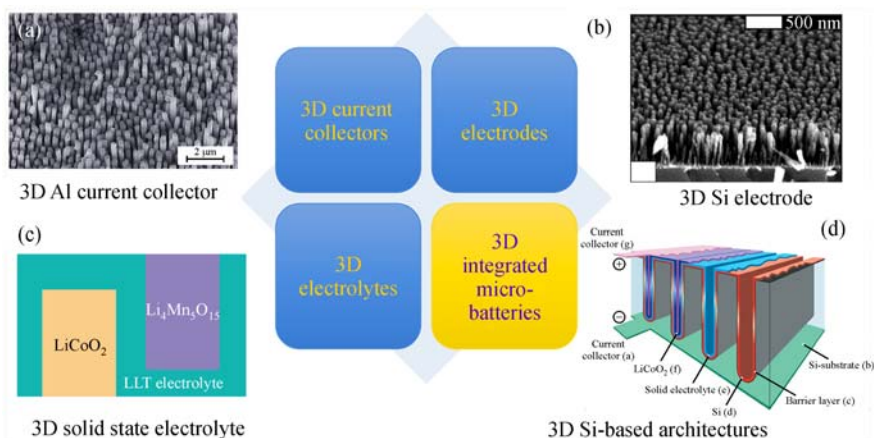 (a)
2 μm
3D Al current collector
3D current
collectors
3D
electrodes
(b)
500 nm
3D Si electrode
(c)
LiCoO2
Li4Mn5O15
LLT electrolyte
3D solid state electrolyte
3D
electrolytes
3D
integrated
micro-
batteries
(d)
Current
collector (g)
+
−
Current
collector (a)
LiCoO2 (f)
Solid electrolyte (e)
Si (d)
Barrier layer (c)
Si-substrate (b)
3D Si-based architectures